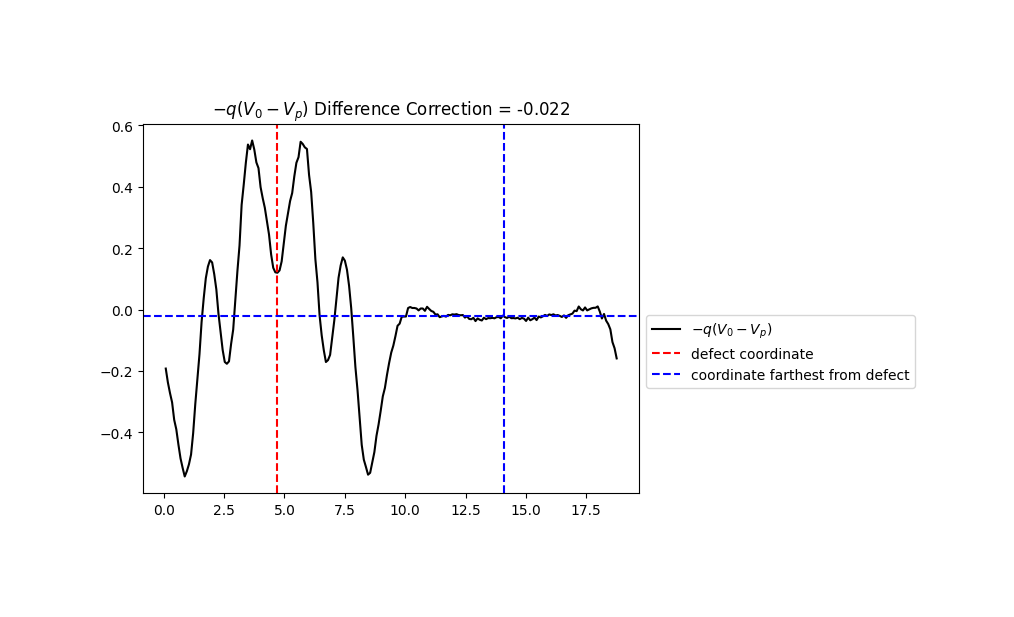 −q(V₀ − Vₚ) Difference Correction = -0.022
0.6
0.4
0.2
0.0
−0.2
−0.4
0.0 2.5 5.0 7.5 10.0 12.5 15.0 17.5
−q(V₀ − Vₚ)
defect coordinate
coordinate farthest from defect